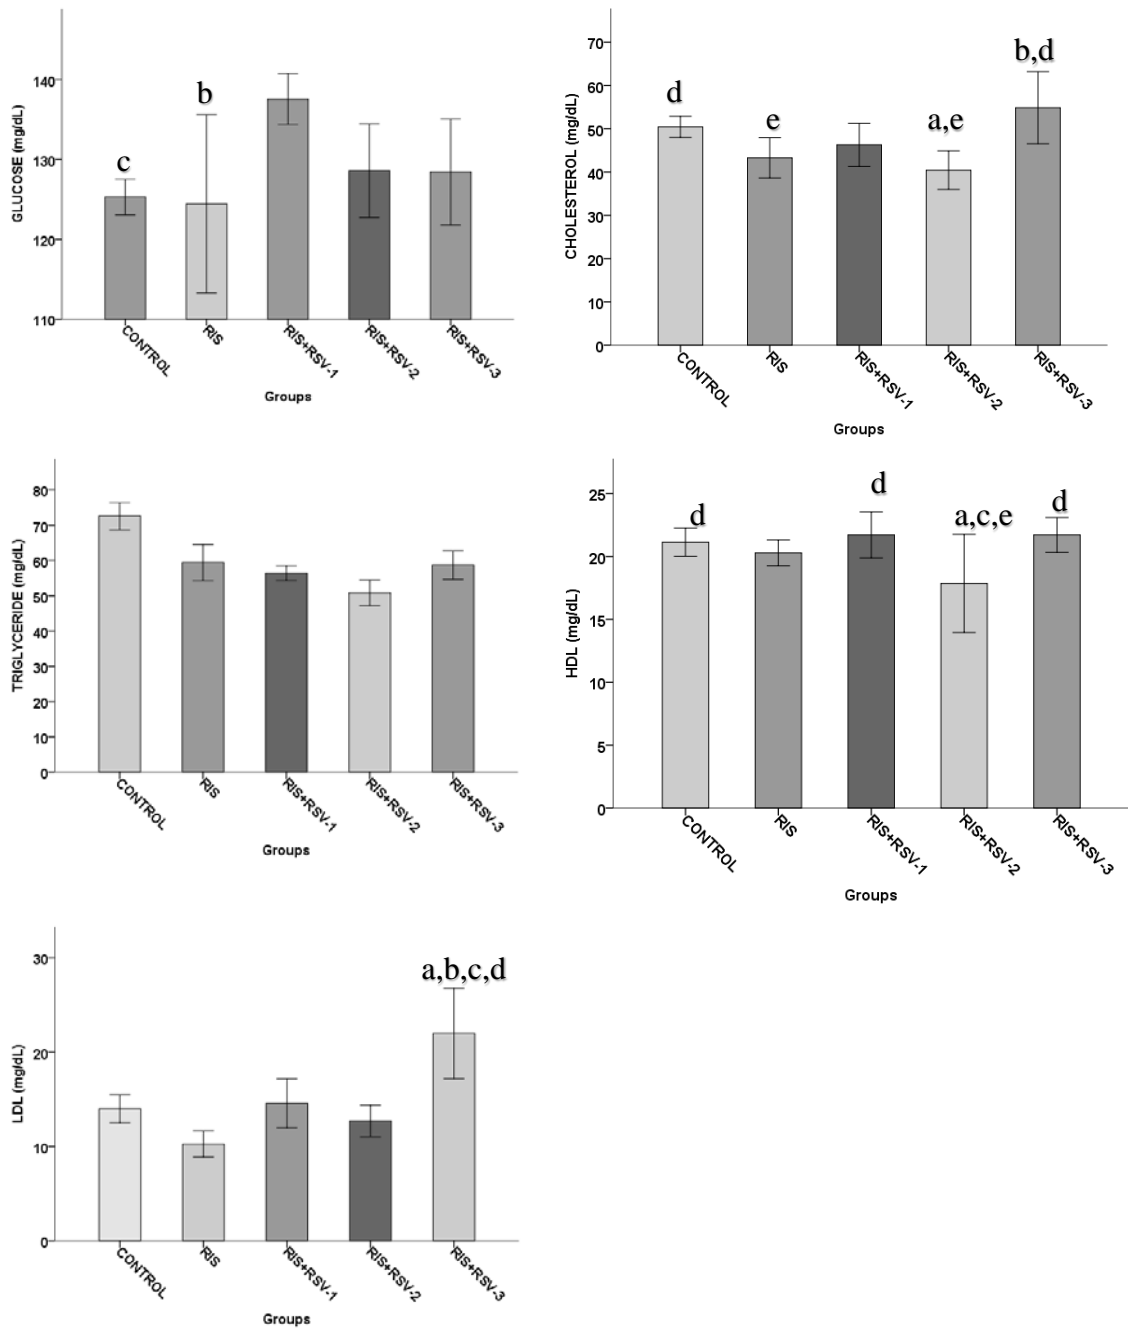 GLUCOSE (mg/dL)
140
130
120
110
c
b
CONTROL
RIS
RIS+RSV-1
RIS+RSV-2
RIS+RSV-3
Groups
CHOLESTEROL (mg/dL)
70
60
50
40
30
20
10
0
d
e
a,e
b,d
CONTROL
RIS
RIS+RSV-1
RIS+RSV-2
RIS+RSV-3
Groups
TRIGLYCERIDE (mg/dL)
80
70
60
50
40
30
20
10
0
CONTROL
RIS
RIS+RSV-1
RIS+RSV-2
RIS+RSV-3
Groups
HDL (mg/dL)
25
20
15
10
5
0
d
d
a,c,e
d
CONTROL
RIS
RIS+RSV-1
RIS+RSV-2
RIS+RSV-3
Groups
LDL (mg/dL)
30
20
10
0
a,b,c,d
CONTROL
RIS
RIS+RSV-1
RIS+RSV-2
RIS+RSV-3
Groups